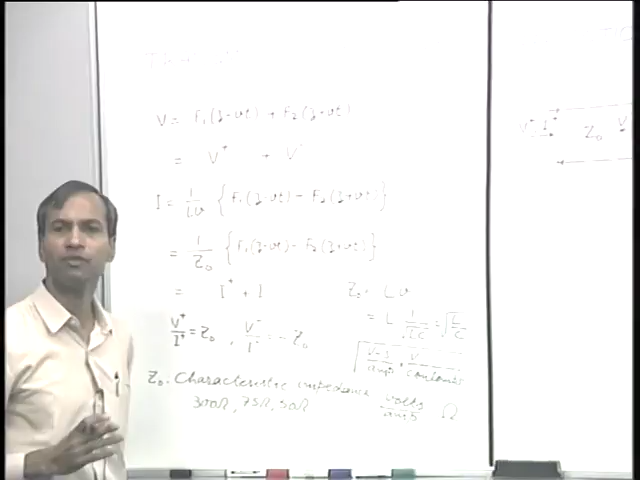 V = F₁(z-vt) + F₂(z-vt)
= V⁺ + V⁻
I = 1/Lv { F₁(z-vt) - F₂(z+vt) }
= 1/Z₀ { F₁(z-vt) - F₂(z+vt) }
= I⁺ + I
V⁺/I⁺ = Z₀ , V⁻/I⁻ = - Z₀
Z₀ = L v
= L 1/√LC = √L/C
Z₀ . Characteristic impedance
300Ω, 75Ω, 50Ω
Volts/amps Ω
Z₀